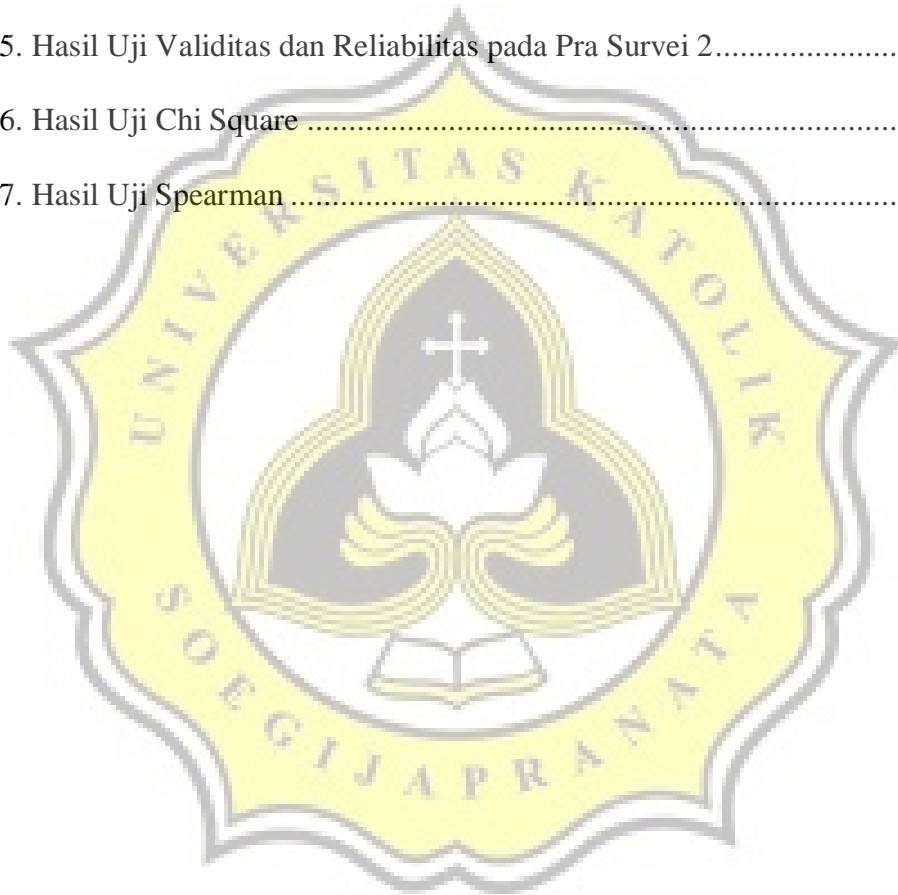 5. Hasil Uji Validitas dan Reliabilitas pada Pra Survei 2......................
6. Hasil Uji Chi Square ......................................................................
7. Hasil Uji Spearman ........................................................................
UNIVERSITAS KATOLIK
SOEGIJAPRANATA